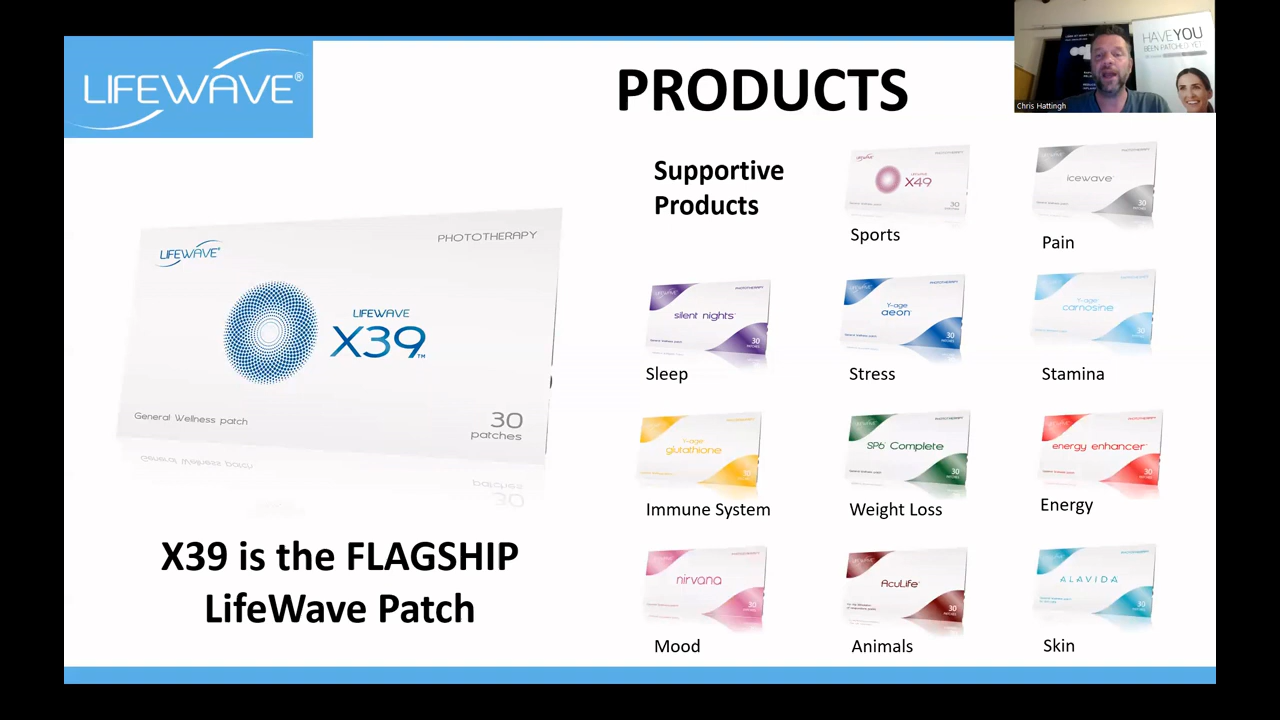 LIFEWAVE®
PRODUCTS
HAVE YOU
BEEN PATCHED YET
Chris Hattingh
Supportive
Products
LIFEWAVE
PHOTOTHERAPY
LIFEWAVE
X39™
General Wellness patch
30
patches
X39 is the FLAGSHIP
LifeWave Patch
PHOTOTHERAPY
X49
30
Sports
icewave
30
Pain
silent nights
30
Sleep
Y-age
aeon
30
Stress
Y-age
carnosine
30
Stamina
Y-age
glutathione
30
Immune System
SP6 Complete
30
Weight Loss
energy enhancer
30
Energy
nirvana
30
Mood
AcuLife
30
Animals
ALAVIDA
30
Skin